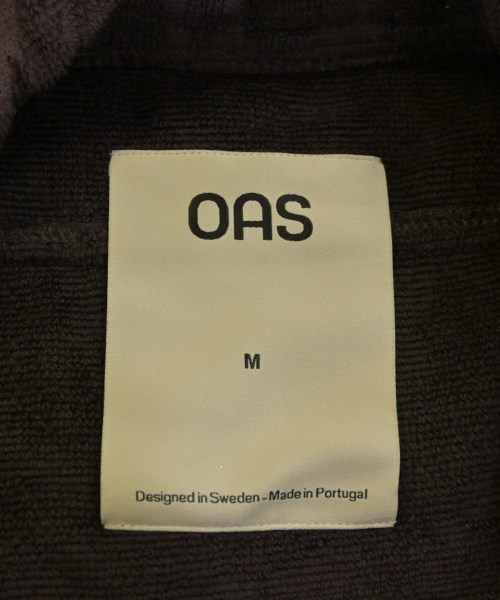 OAS
M
Designed in Sweden - Made in Portugal